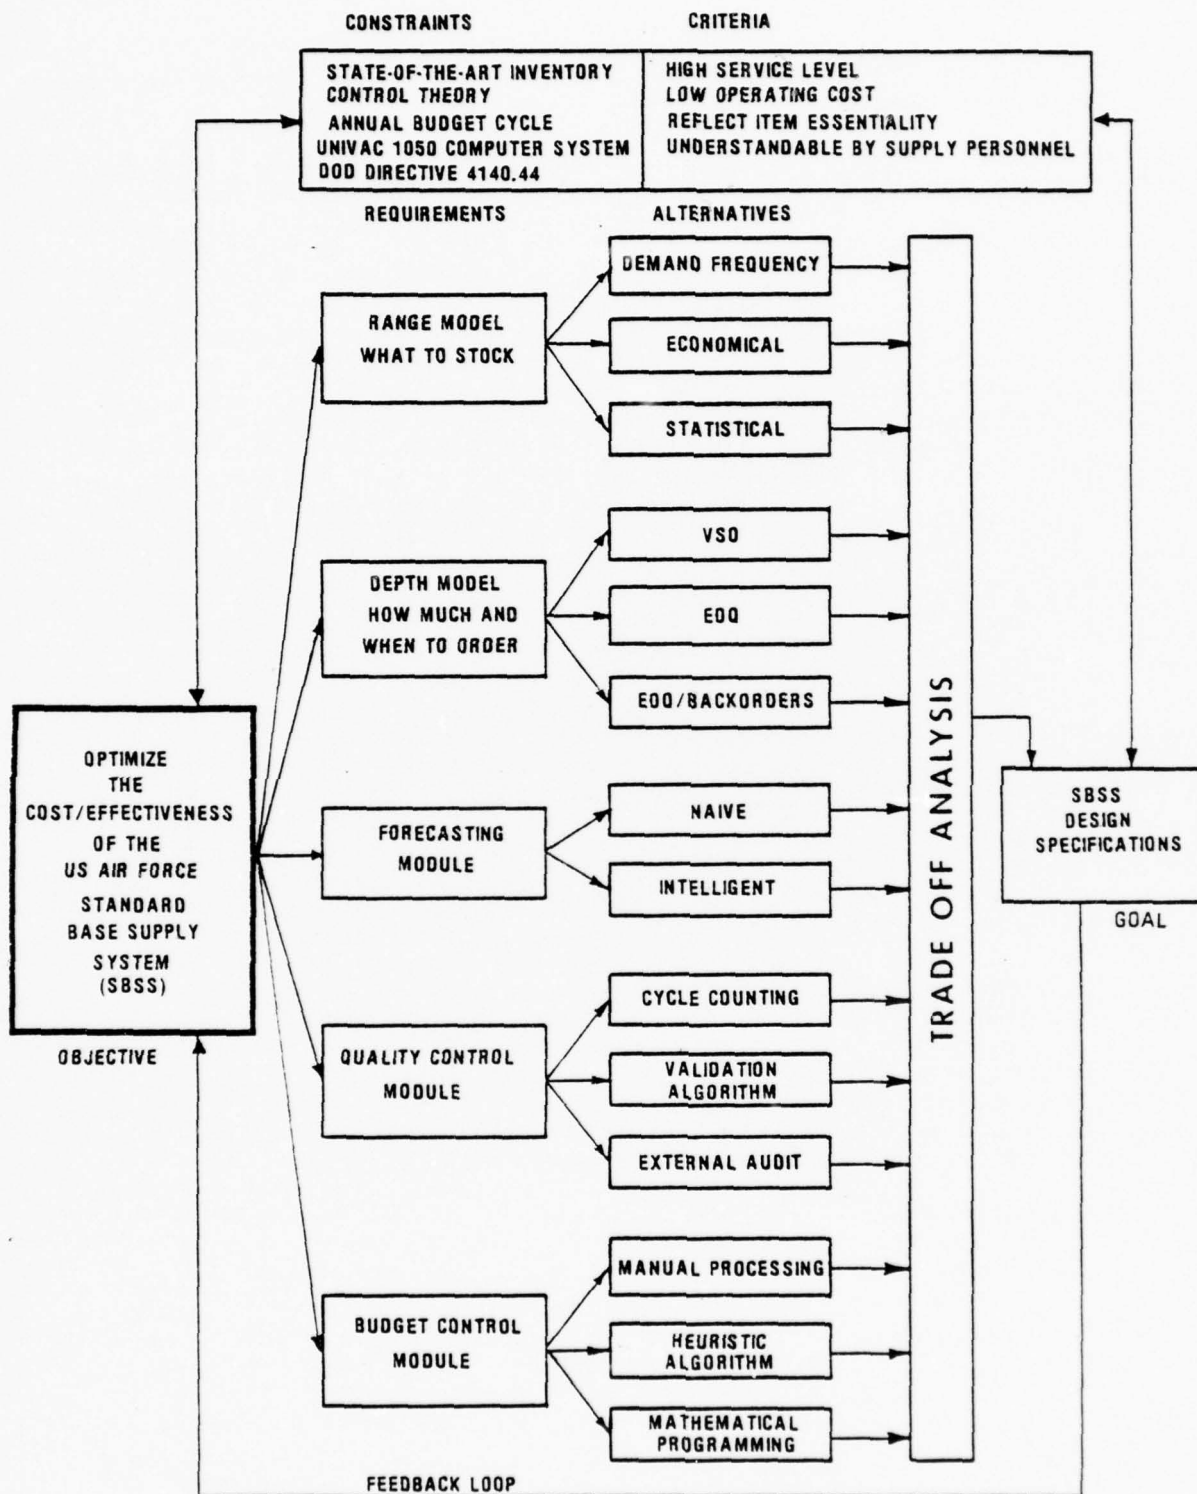 CONSTRAINTS
CRITERIA
STATE-OF-THE-ART INVENTORY
CONTROL THEORY
ANNUAL BUDGET CYCLE
UNIVAC 1050 COMPUTER SYSTEM
DOD DIRECTIVE 4140.44
HIGH SERVICE LEVEL
LOW OPERATING COST
REFLECT ITEM ESSENTIALITY
UNDERSTANDABLE BY SUPPLY PERSONNEL
REQUIREMENTS
ALTERNATIVES
OPTIMIZE
THE
COST/EFFECTIVENESS
OF THE
US AIR FORCE
STANDARD
BASE SUPPLY
SYSTEM
(SBSS)
OBJECTIVE
RANGE MODEL
WHAT TO STOCK
DEMAND FREQUENCY
ECONOMICAL
STATISTICAL
DEPTH MODEL
HOW MUCH AND
WHEN TO ORDER
VSO
EOQ
EOQ/BACKORDERS
FORECASTING
MODULE
NAIVE
INTELLIGENT
QUALITY CONTROL
MODULE
CYCLE COUNTING
VALIDATION
ALGORITHM
EXTERNAL AUDIT
BUDGET CONTROL
MODULE
MANUAL PROCESSING
HEURISTIC
ALGORITHM
MATHEMATICAL
PROGRAMMING
TRADE OFF ANALYSIS
SBSS
DESIGN
SPECIFICATIONS
GOAL
FEEDBACK LOOP